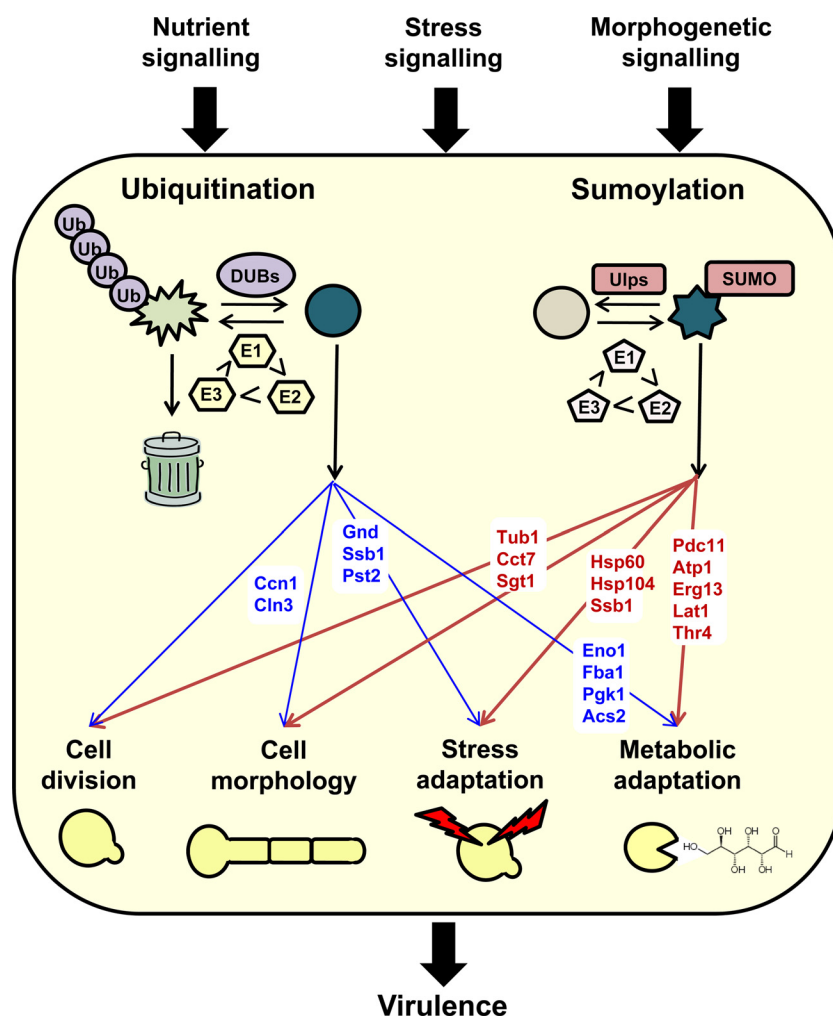 Nutrient
signalling
Stress
signalling
Morphogenetic
signalling
Ubiquitination
Sumoylation
Ub
Ub
Ub
Ub
DUBs
E1
E3
E2
Ulps
SUMO
E1
E3
E2
Gnd
Ssb1
Pst2
Ccn1
Cln3
Tub1
Cct7
Sgt1
Hsp60
Hsp104
Ssb1
Pdc11
Atp1
Erg13
Lat1
Thr4
Eno1
Fba1
Pgk1
Acs2
Cell
division
Cell
morphology
Stress
adaptation
Metabolic
adaptation
OH
OH
O
HO
H
OH
OH
Virulence